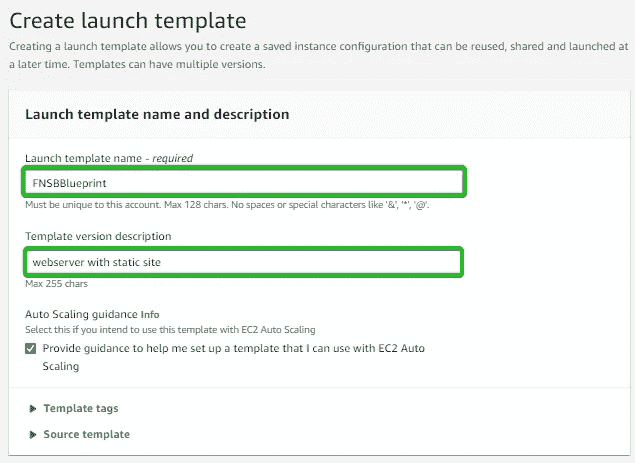 Create launch template
Creating a launch template allows you to create a saved instance configuration that can be reused, shared and launched at
a later time. Templates can have multiple versions.
Launch template name and description
Launch template name - required
FNSBBlueprint
Must be unique to this account. Max 128 chars. No spaces or special characters like '&', '*', '@'.
Template version description
webserver with static site
Max 255 chars
Auto Scaling guidance Info
Select this if you intend to use this template with EC2 Auto Scaling
Provide guidance to help me set up a template that I can use with EC2 Auto
Scaling
Template tags
Source template